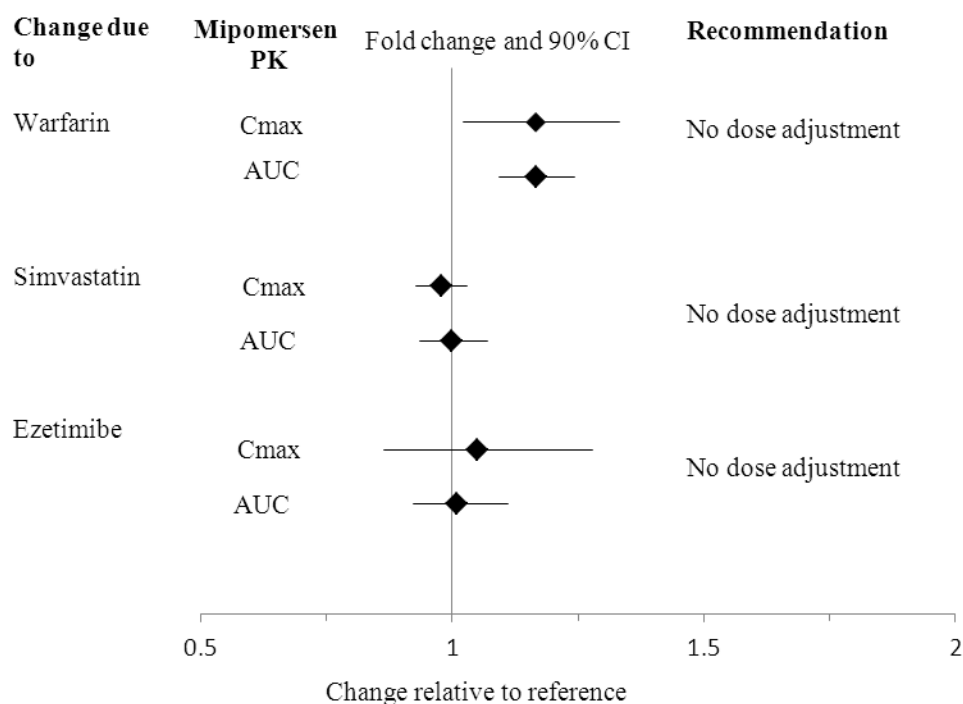 Change due to
Mipomersen PK
Fold change and 90% CI
Recommendation
Warfarin
Cmax
No dose adjustment
AUC
Simvastatin
Cmax
No dose adjustment
AUC
Ezetimibe
Cmax
No dose adjustment
AUC
0.5 1 1.5 2
Change relative to reference